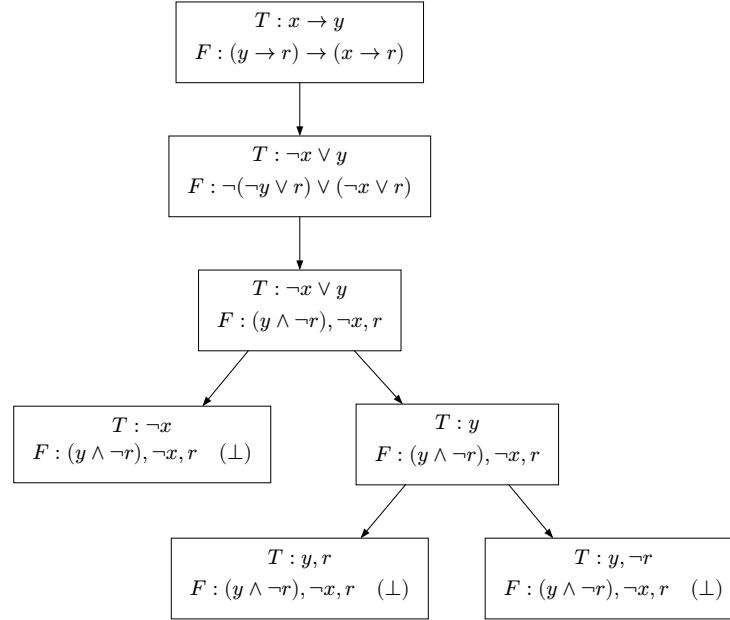 T : x → y
F : (y → r) → (x → r)
T : ¬x ∨ y
F : ¬(¬y ∨ r) ∨ (¬x ∨ r)
T : ¬x ∨ y
F : (y ∧ ¬r), ¬x, r
T : ¬x
F : (y ∧ ¬r), ¬x, r (⊥)
T : y
F : (y ∧ ¬r), ¬x, r
T : y, r
F : (y ∧ ¬r), ¬x, r (⊥)
T : y, ¬r
F : (y ∧ ¬r), ¬x, r (⊥)